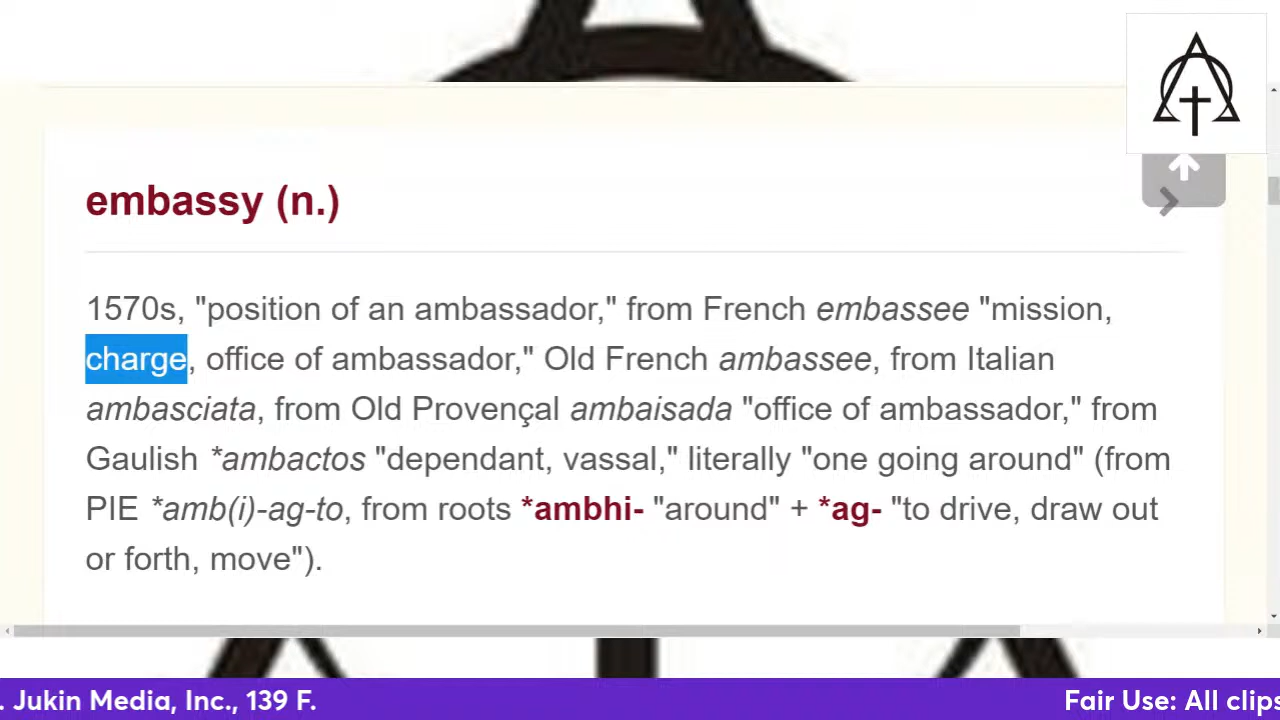 embassy (n.)
1570s, "position of an ambassador," from French embassee "mission,
charge, office of ambassador," Old French ambassee, from Italian
ambasciata, from Old Provençal ambaisada "office of ambassador," from
Gaulish *ambactos "dependant, vassal," literally "one going around" (from
PIE *amb(i)-ag-to, from roots *ambhi- "around" + *ag- "to drive, draw out
or forth, move").
. Jukin Media, Inc., 139 F.
Fair Use: All clips